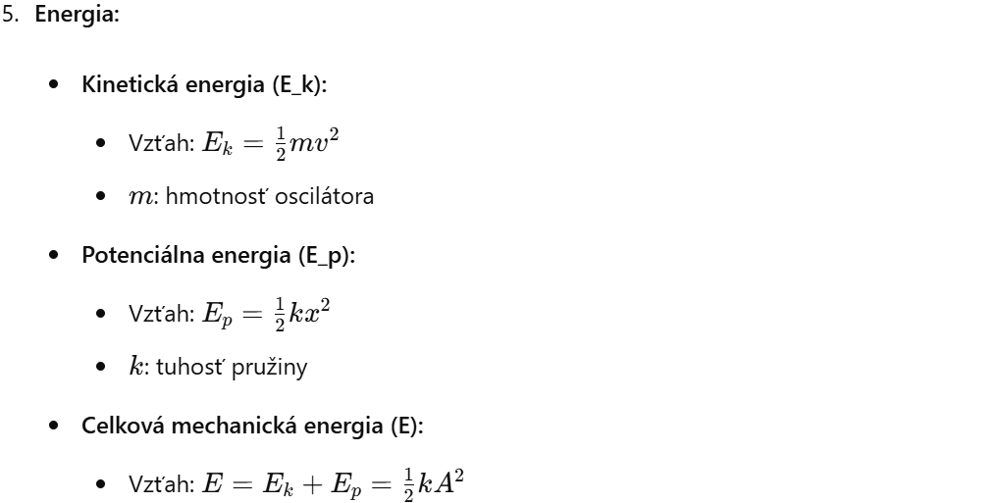 5. Energia:
• Kinetická energia (E_k):
• Vzťah: $E_k = \frac{1}{2}mv^2$
• $m$: hmotnosť oscilátora
• Potenciálna energia (E_p):
• Vzťah: $E_p = \frac{1}{2}kx^2$
• $k$: tuhosť pružiny
• Celková mechanická energia (E):
• Vzťah: $E = E_k + E_p = \frac{1}{2}kA^2$